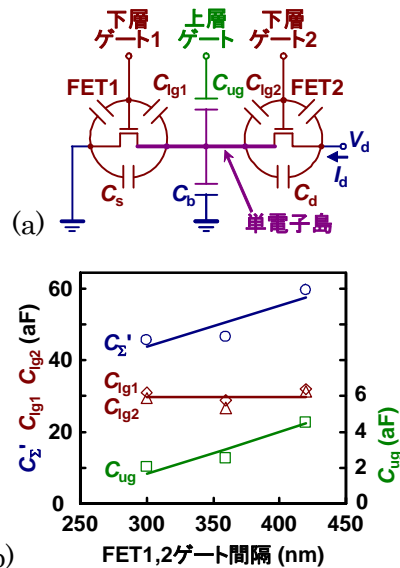 下層 上層 下層
ゲート1 ゲート ゲート2
FET1 Clg1 Cug Clg2 FET2
Vd
Id
Cs Cb Cd
(a) 単電子島
CΣ' Clg1 Clg2 (aF)
60
40
20
0
CΣ'
Clg1
Clg2
Cug
6
4
2
0
Cug (aF)
250 300 350 400 450
FET1,2ゲート間隔 (nm)